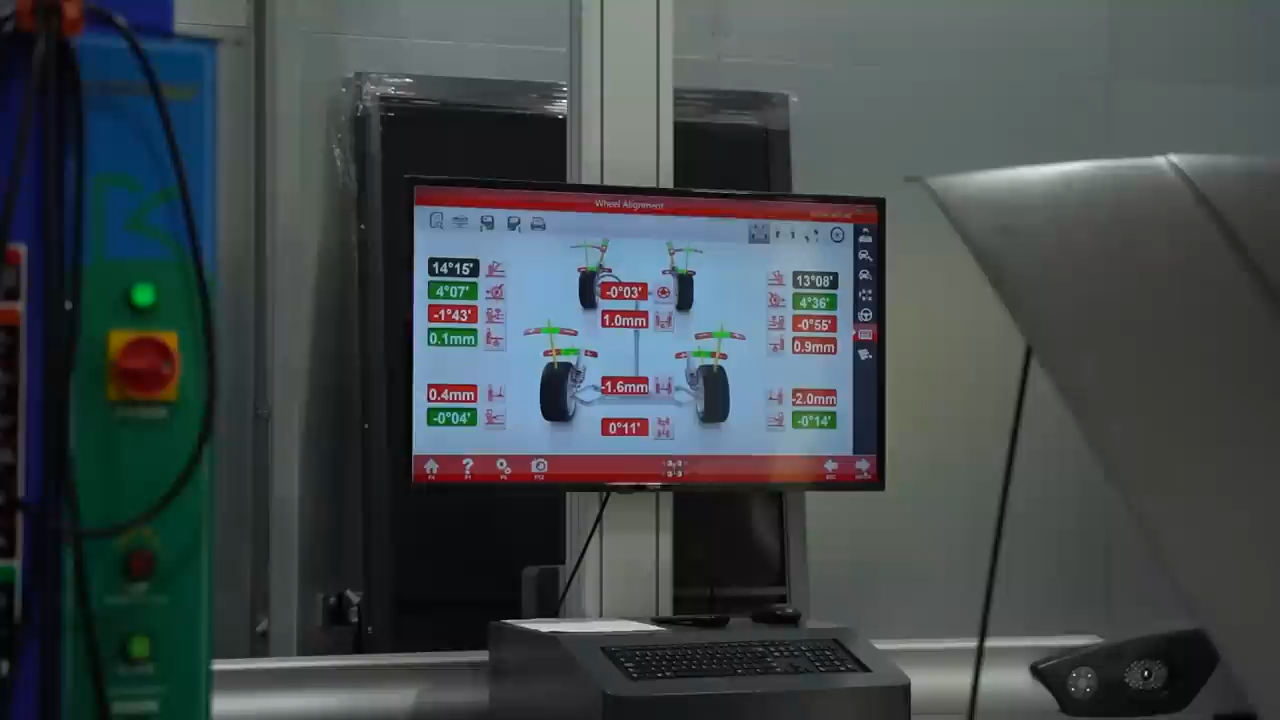 Wheel Alignment
14°15'
4°07'
-1°43'
0.1mm
-0°03'
1.0mm
13°08'
4°36'
-0°55'
0.9mm
0.4mm
-0°04'
-1.6mm
0°11'
-2.0mm
-0°14'